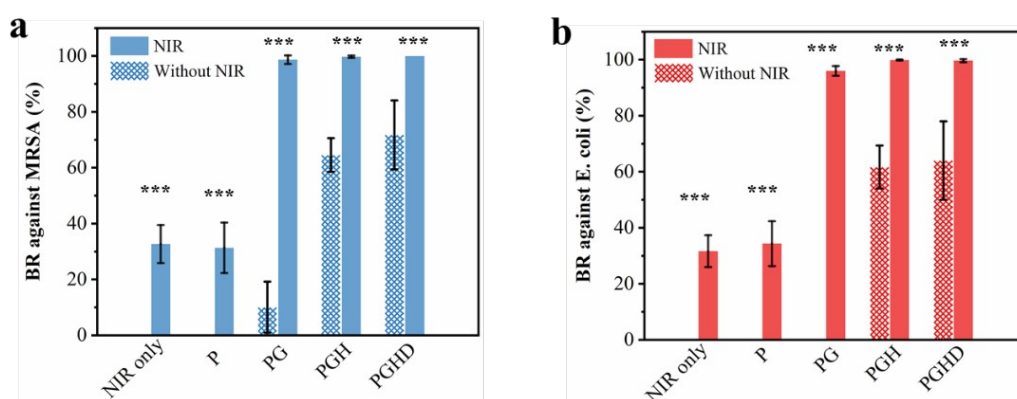 a
***
***
***
***
***
NIR
Without NIR
BR against MRSA (%)
100
80
60
40
20
0
NIR only
P
PG
PGH
PGHD
b
***
***
***
***
***
NIR
Without NIR
BR against E. coli (%)
100
80
60
40
20
0
NIR only
P
PG
PGH
PGHD